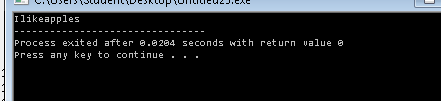 C:\Users\Student\Desktop\Untitled25.exe
Ilikeapples
--------------------------------
Process exited after 0.0204 seconds with return value 0
Press any key to continue . . .